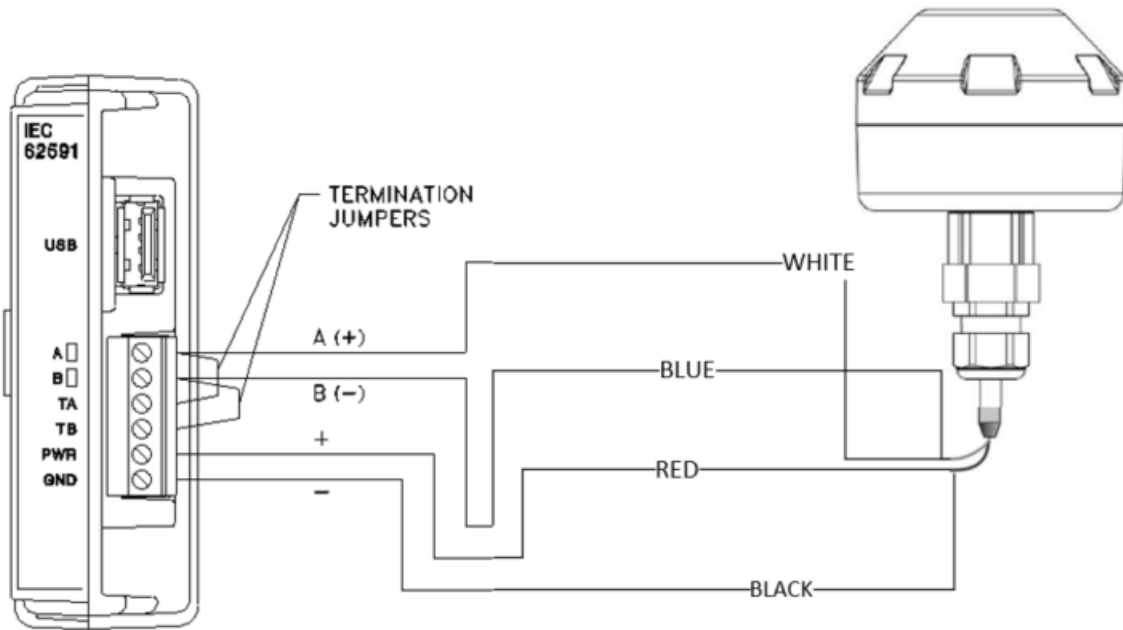 IEC
62591
USB
TERMINATION
JUMPERS
WHITE
A
A (+)
B
BLUE
B (-)
TA
TB
+
PWR
RED
GND
-
BLACK